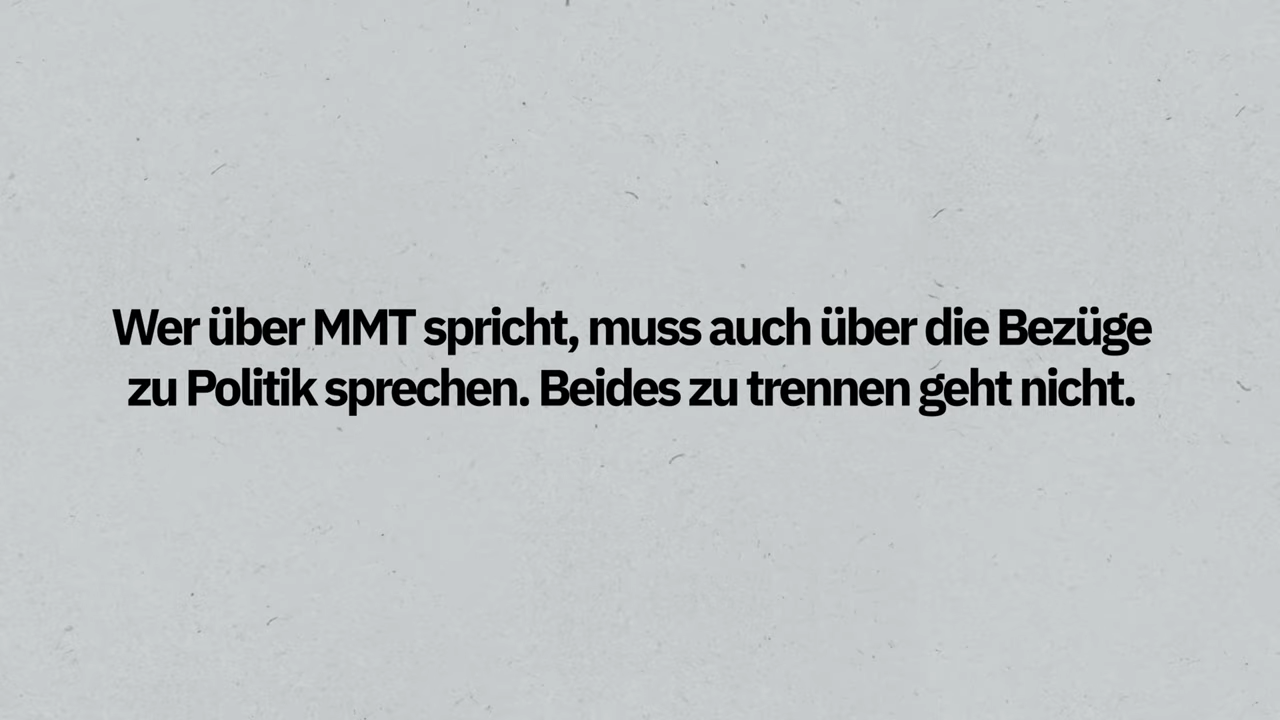 Wer über MMT spricht, muss auch über die Bezüge
zu Politik sprechen. Beides zu trennen geht nicht.